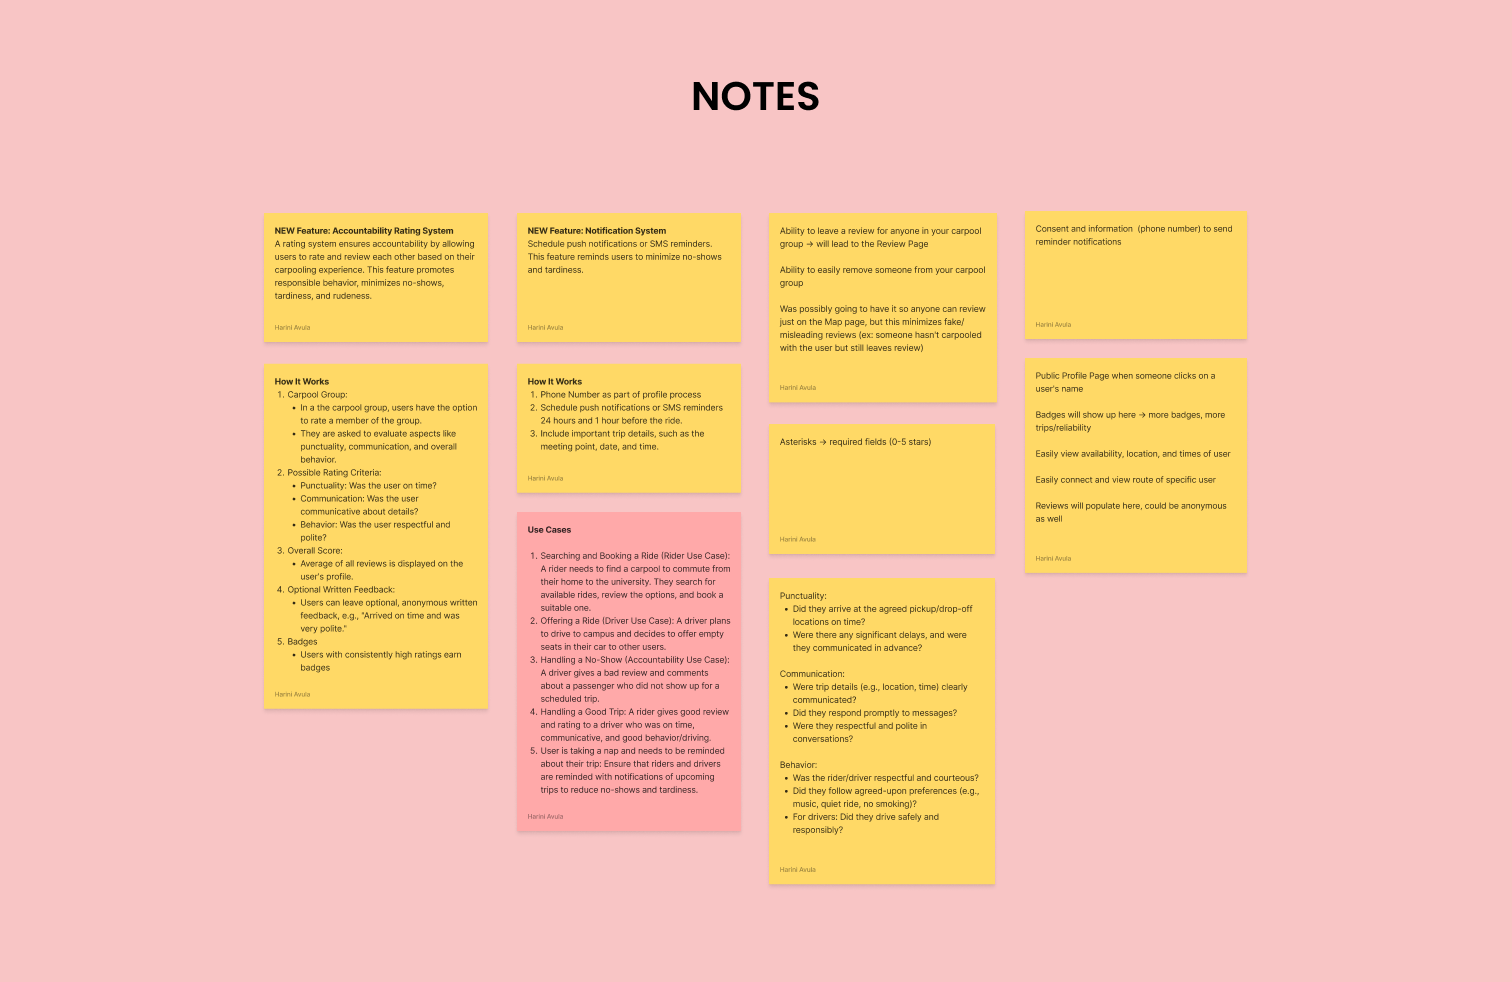 NOTES
NEW Feature: Accountability Rating System
A rating system ensures accountability by allowing
users to rate and review each other based on their
carpooling experience. This feature promotes
responsible behavior, minimizes no-shows,
tardiness, and rudeness.
Harini Avula
How It Works
1. Carpool Group:
• In a the carpool group, users have the option
to rate a member of the group.
• They are asked to evaluate aspects like
punctuality, communication, and overall
behavior.
2. Possible Rating Criteria:
• Punctuality: Was the user on time?
• Communication: Was the user
communicative about details?
• Behavior: Was the user respectful and
polite?
3. Overall Score:
• Average of all reviews is displayed on the
user's profile.
4. Optional Written Feedback:
• Users can leave optional, anonymous written
feedback, e.g., "Arrived on time and was
very polite."
5. Badges
• Users with consistently high ratings earn
badges
Harini Avula
NEW Feature: Notification System
Schedule push notifications or SMS reminders.
This feature reminds users to minimize no-shows
and tardiness.
Harini Avula
How It Works
1. Phone Number as part of profile process
2. Schedule push notifications or SMS reminders
24 hours and 1 hour before the ride.
3. Include important trip details, such as the
meeting point, date, and time.
Harini Avula
Use Cases
1. Searching and Booking a Ride (Rider Use Case):
A rider needs to find a carpool to commute from
their home to the university. They search for
available rides, review the options, and book a
suitable one.
2. Offering a Ride (Driver Use Case): A driver plans
to drive to campus and decides to offer empty
seats in their car to other users.
3. Handling a No-Show (Accountability Use Case):
A driver gives a bad review and comments
about a passenger who did not show up for a
scheduled trip.
4. Handling a Good Trip: A rider gives good review
and rating to a driver who was on time,
communicative, and good behavior/driving.
5. User is taking a nap and needs to be reminded
about their trip: Ensure that riders and drivers
are reminded with notifications of upcoming
trips to reduce no-shows and tardiness.
Harini Avula
Ability to leave a review for anyone in your carpool
group → will lead to the Review Page
Ability to easily remove someone from your carpool
group
Was possibly going to have it so anyone can review
just on the Map page, but this minimizes fake/
misleading reviews (ex: someone hasn't carpooled
with the user but still leaves review)
Harini Avula
Asterisks → required fields (0-5 stars)
Harini Avula
Punctuality:
• Did they arrive at the agreed pickup/drop-off
locations on time?
• Were there any significant delays, and were
they communicated in advance?
Communication:
• Were trip details (e.g., location, time) clearly
communicated?
• Did they respond promptly to messages?
• Were they respectful and polite in
conversations?
Behavior:
• Was the rider/driver respectful and courteous?
• Did they follow agreed-upon preferences (e.g.,
music, quiet ride, no smoking)?
• For drivers: Did they drive safely and
responsibly?
Harini Avula
Consent and information (phone number) to send
reminder notifications
Harini Avula
Public Profile Page when someone clicks on a
user's name
Badges will show up here → more badges, more
trips/reliability
Easily view availability, location, and times of user
Easily connect and view route of specific user
Reviews will populate here, could be anonymous
as well
Harini Avula